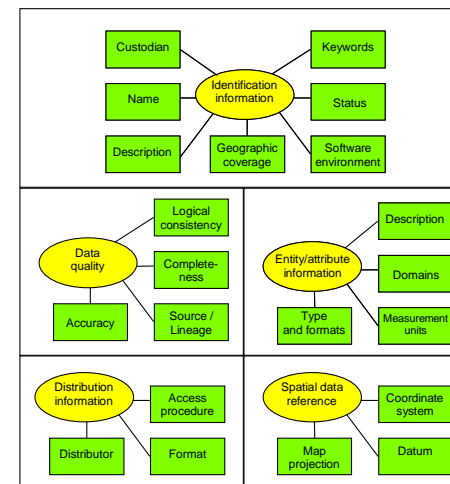 Custodian
Keywords
Identification
information
Name
Status
Description
Geographic
coverage
Software
environment
Logical
consistency
Data
quality
Complete-
ness
Accuracy
Source /
Lineage
Description
Entity/attribute
information
Domains
Type
and formats
Measurement
units
Distribution
information
Access
procedure
Distributor
Format
Spatial data
reference
Coordinate
system
Map
projection
Datum